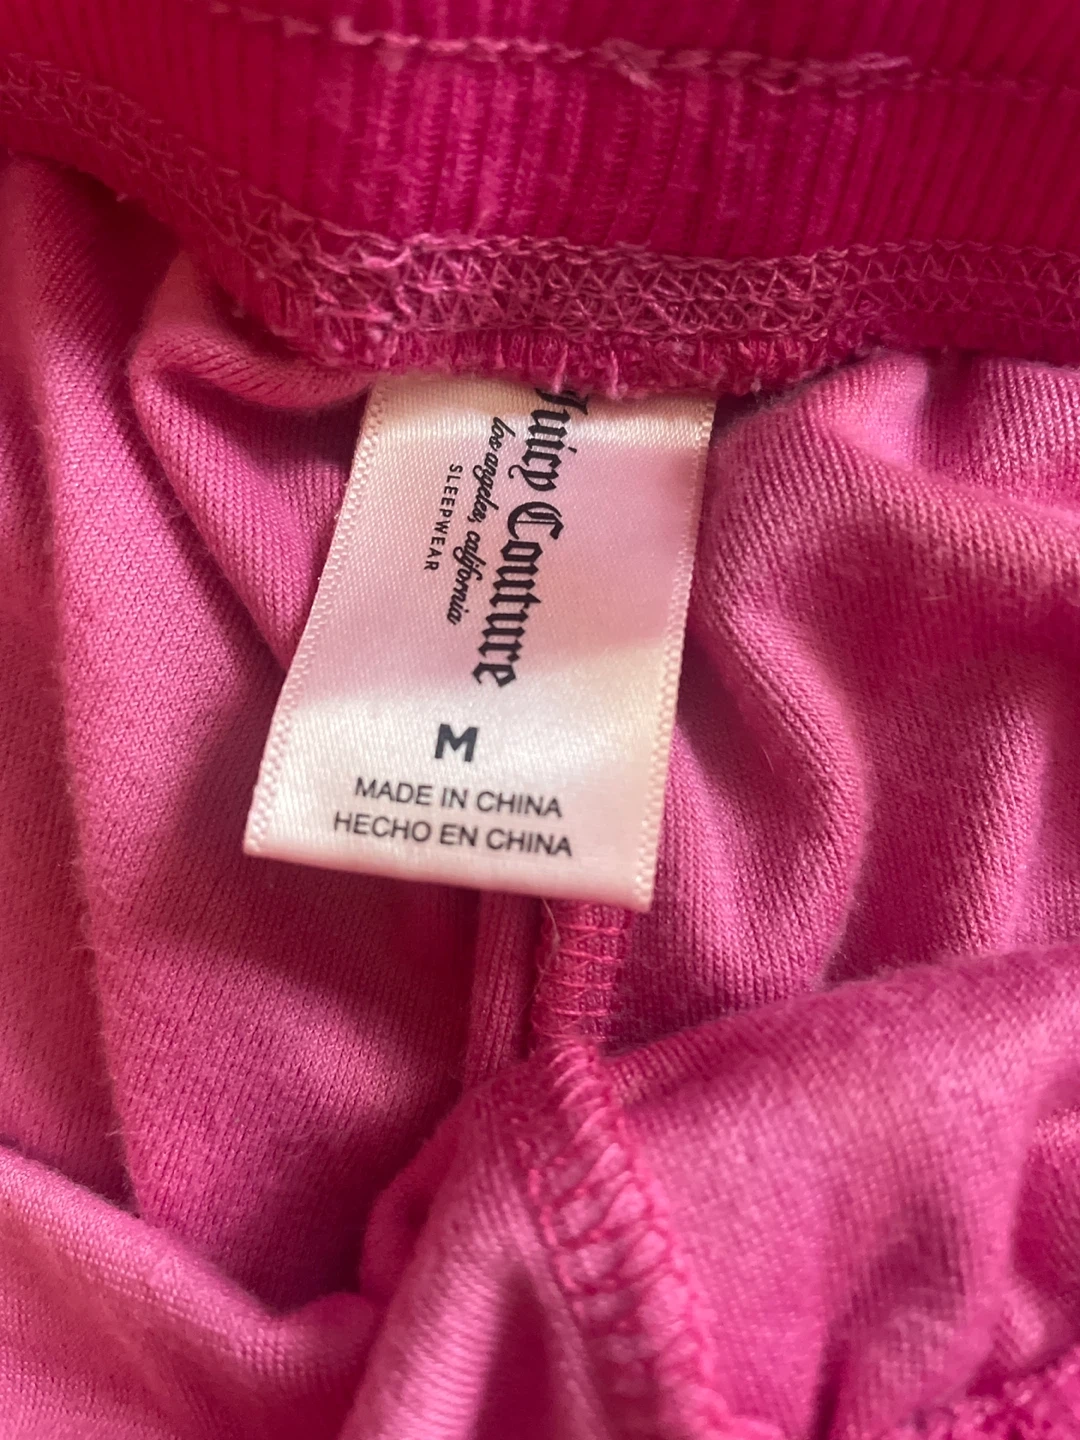 Juicy Couture
los angeles, california
SLEEPWEAR
M
MADE IN CHINA
HECHO EN CHINA